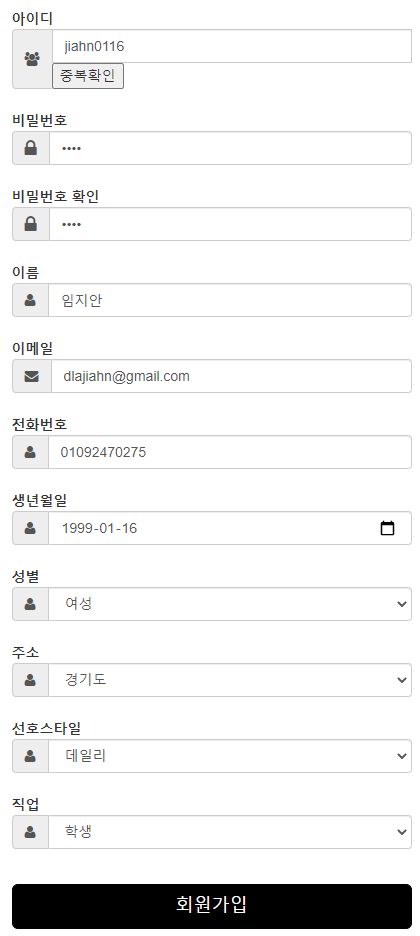 아이디
jiahn0116
중복확인
비밀번호
••••
비밀번호 확인
••••
이름
임지안
이메일
dlajiahn@gmail.com
전화번호
01092470275
생년월일
1999-01-16
성별
여성
주소
경기도
선호스타일
데일리
직업
학생
회원가입